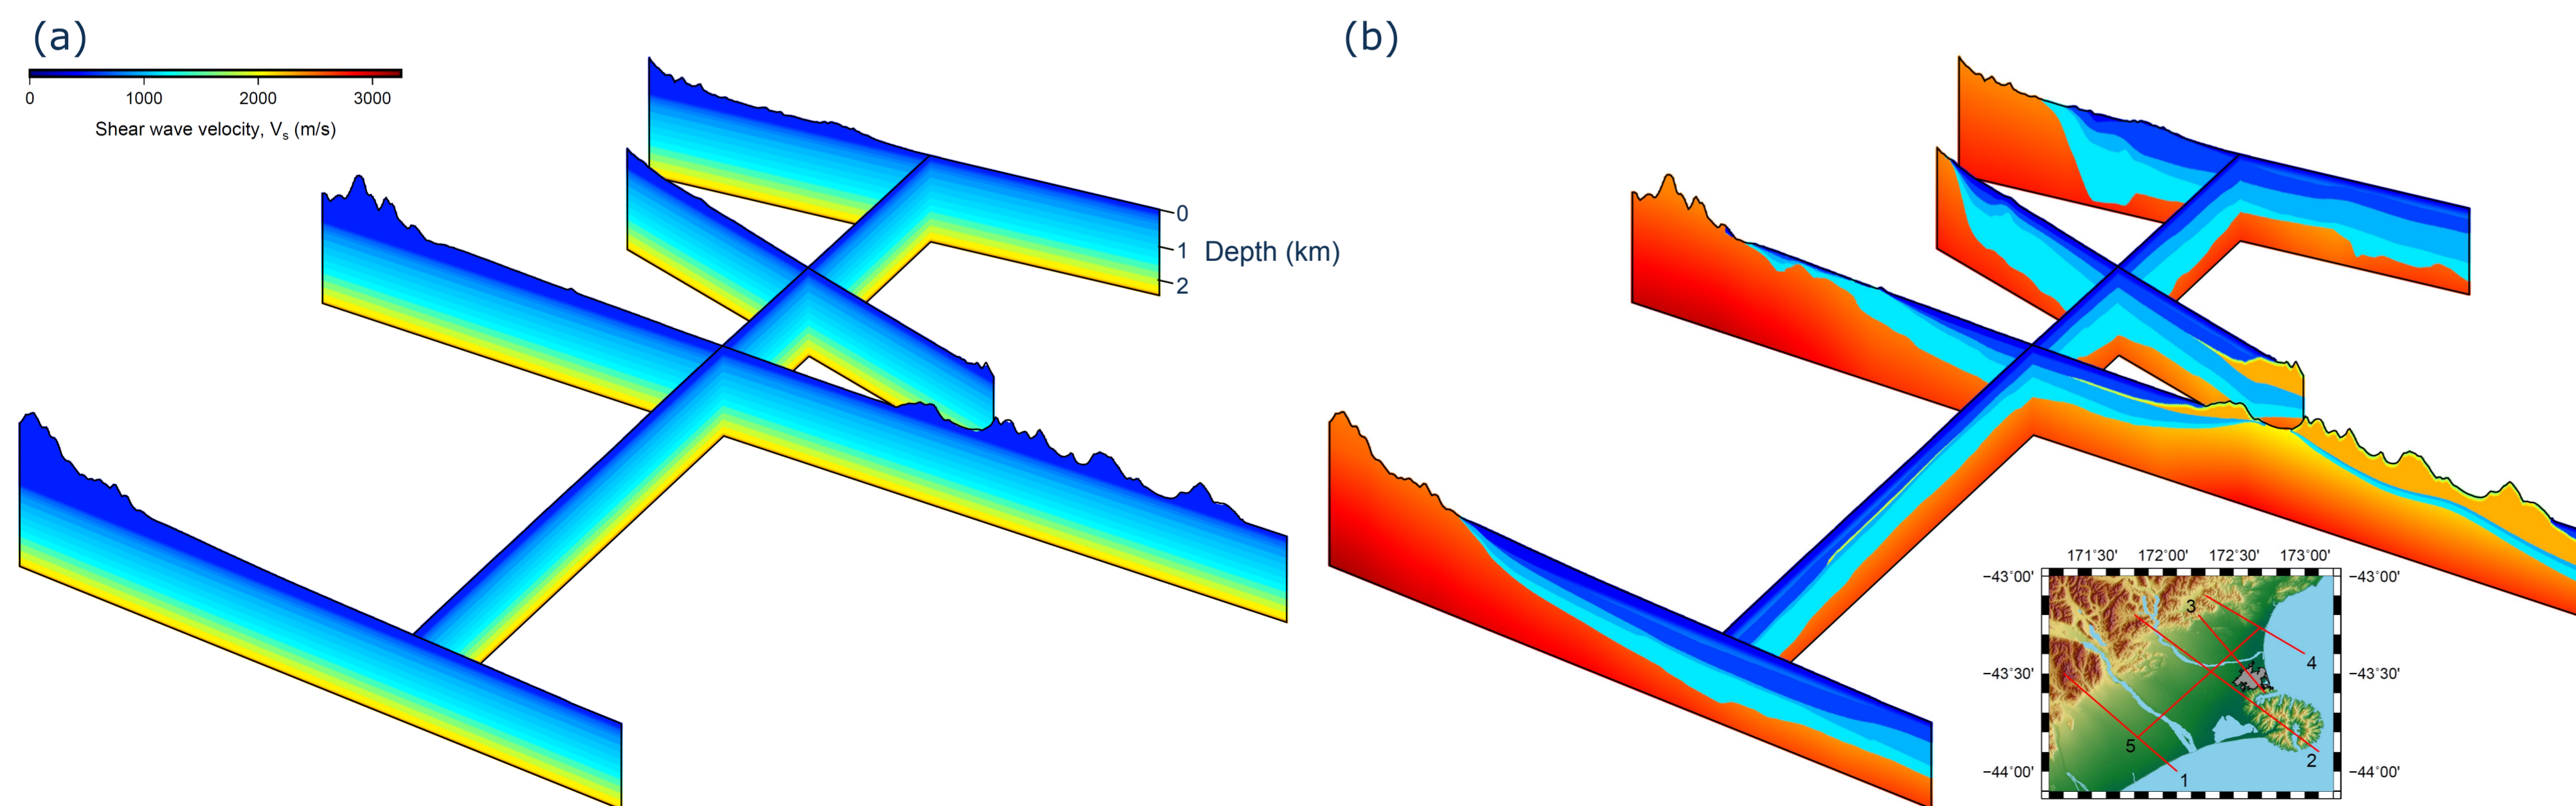 (a)
0 1000 2000 3000
Shear wave velocity, Vs (m/s)
0
1 Depth (km)
2
(b)
171°30' 172°00' 172°30' 173°00'
−43°00' −43°00'
3
−43°30' 4 −43°30'
5
2
−44°00' 1 −44°00'